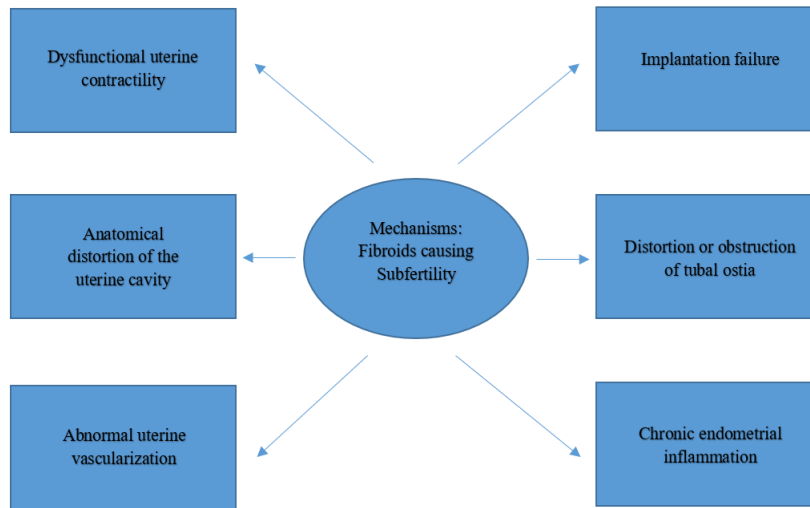 Dysfunctional uterine
contractility
Implantation failure
Mechanisms:
Fibroids causing
Subfertility
Anatomical
distortion of the
uterine cavity
Distortion or obstruction
of tubal ostia
Abnormal uterine
vascularization
Chronic endometrial
inflammation